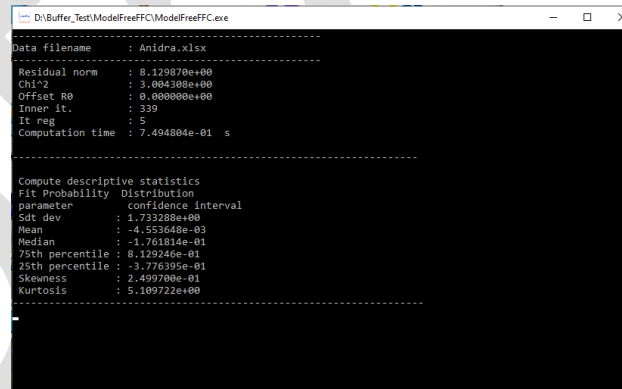 D:\Buffer_Test\ModelFreeFFC\ModelFreeFFC.exe
--------------------------------------------------
Data filename : Anidra.xlsx
--------------------------------------------------
Residual norm : 8.129870e+00
Chi^2 : 3.004308e+00
Offset R0 : 0.000000e+00
Inner it. : 339
It reg : 5
Computation time : 7.494804e-01 s
-----------------------------------------------------------------
Compute descriptive statistics
Fit Probability Distribution
parameter confidence interval
Sdt dev : 1.733288e+00
Mean : -4.553648e-03
Median : -1.761814e-01
75th percentile : 8.129246e-01
25th percentile : -3.776395e-01
Skewness : 2.499700e-01
Kurtosis : 5.109722e+00
------------------------------------------------------------------